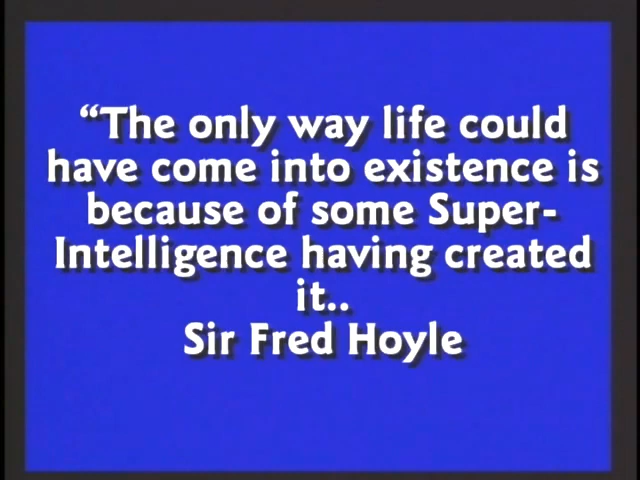 “The only way life could
have come into existence is
because of some Super-
Intelligence having created
it..
Sir Fred Hoyle